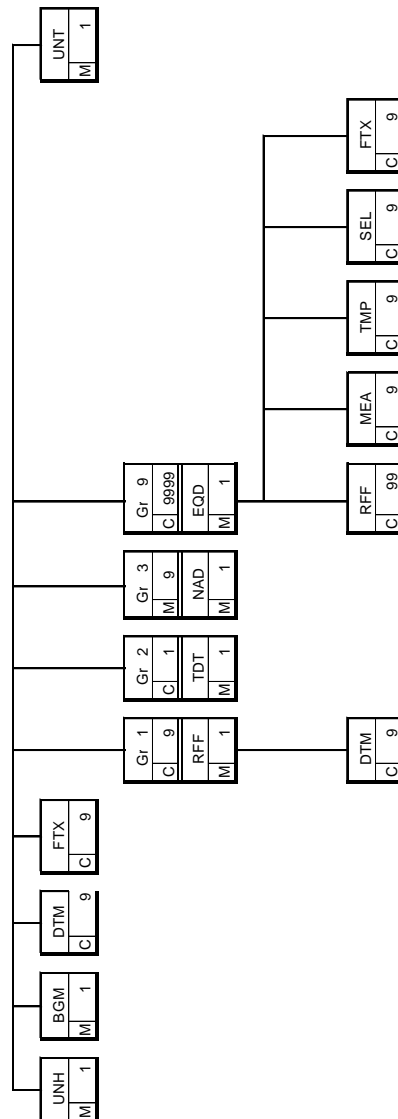 UNH
M 1
BGM
M 1
DTM
C 9
FTX
C 9
UNT
M 1
Gr 1
C 9
RFF
M 1
Gr 2
C 1
TDT
M 1
Gr 3
M 9
NAD
M 1
Gr 9
C 9999
EQD
M 1
DTM
C 9
RFF
C 99
MEA
C 9
TMP
C 9
SEL
C 9
FTX
C 9